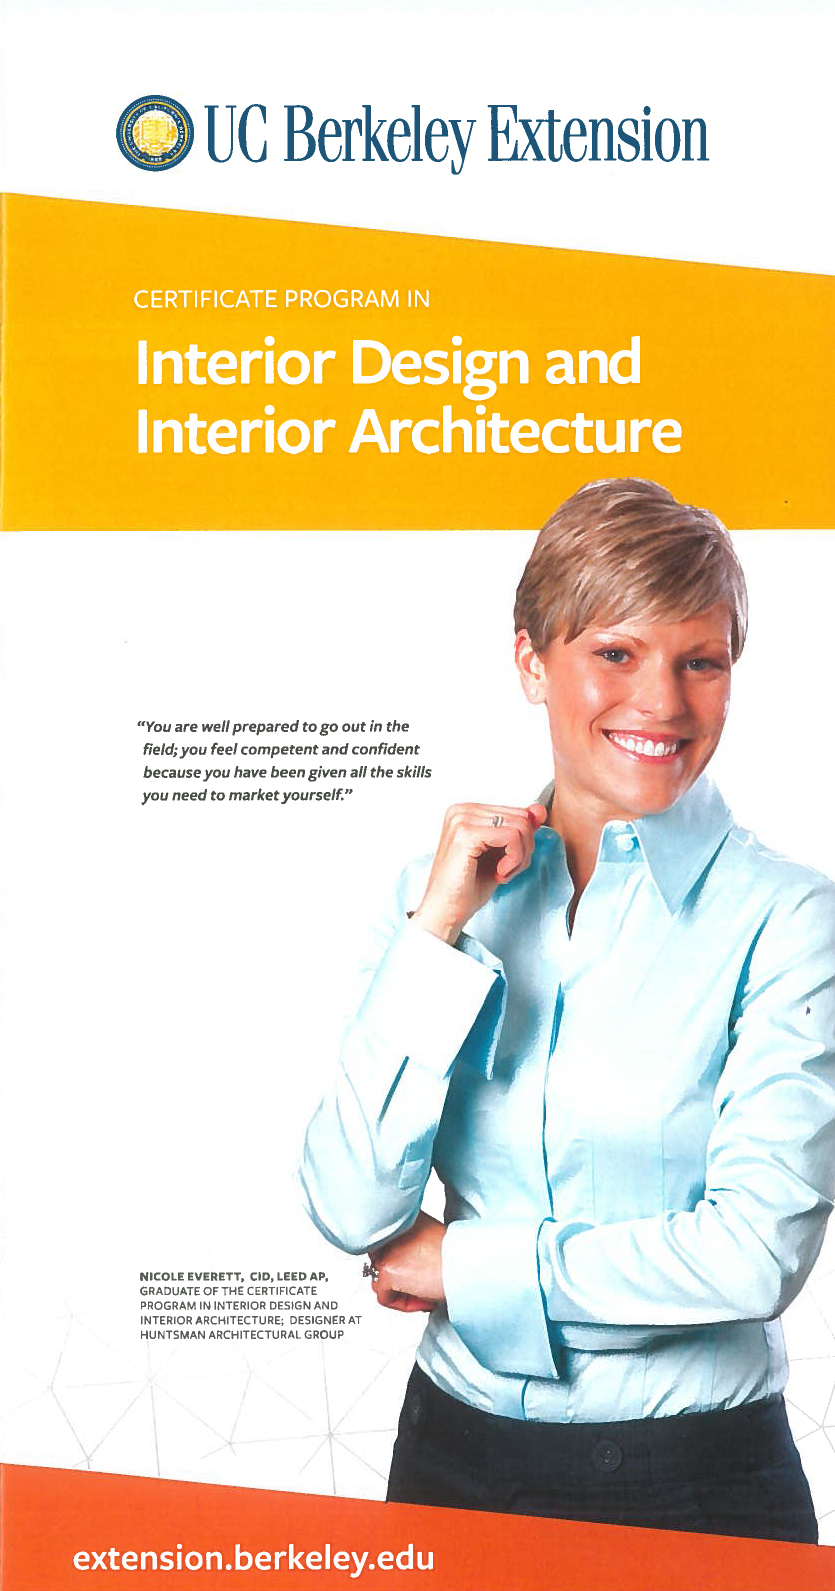 UC Berkeley Extension
CERTIFICATE PROGRAM IN
Interior Design and
Interior Architecture
“You are well prepared to go out in the
field; you feel competent and confident
because you have been given all the skills
you need to market yourself.”
NICOLE EVERETT, CID, LEED AP,
GRADUATE OF THE CERTIFICATE
PROGRAM IN INTERIOR DESIGN AND
INTERIOR ARCHITECTURE; DESIGNER AT
HUNTSMAN ARCHITECTURAL GROUP
extension.berkeley.edu